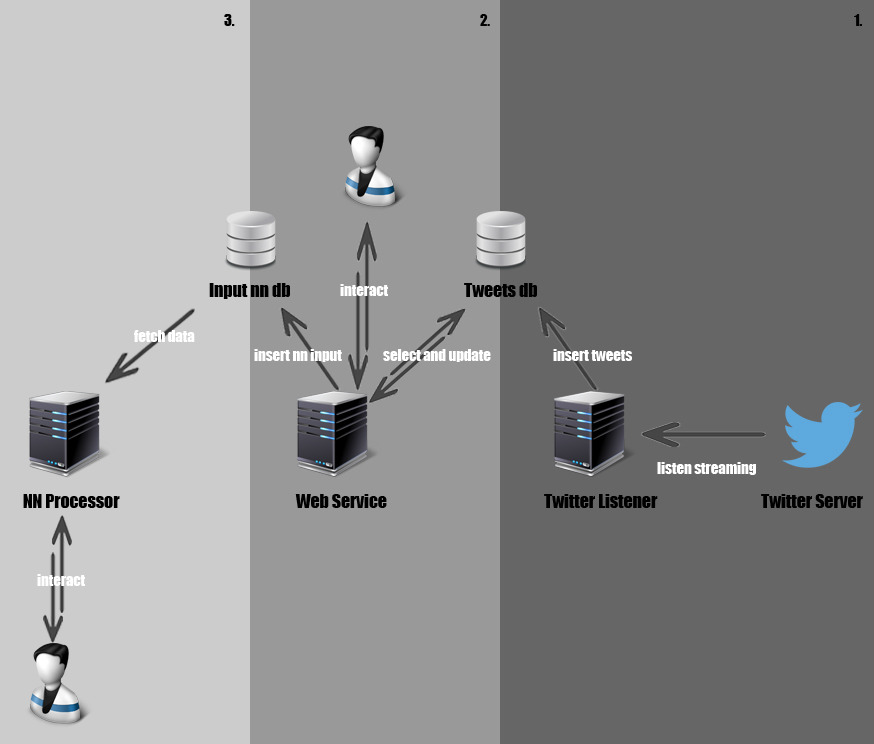 3.
2.
1.
Input nn db
interact
Tweets db
fetch data
insert nn input
select and update
insert tweets
listen streaming
NN Processor
Web Service
Twitter Listener
Twitter Server
interact